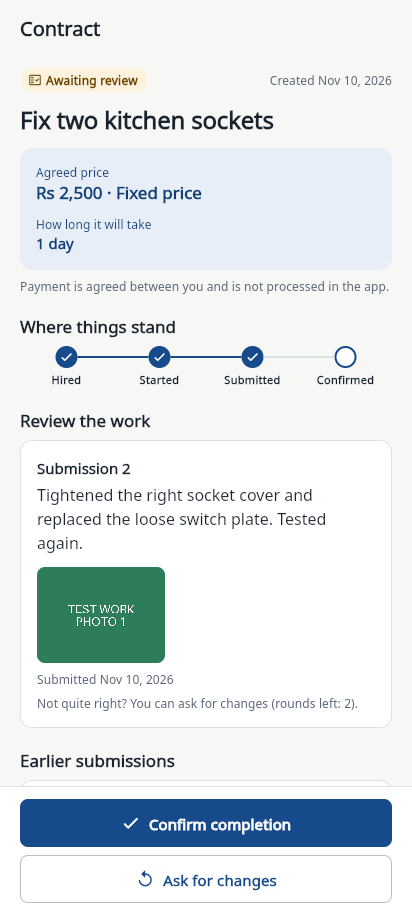 Contract
Awaiting review
Created Nov 10, 2026
Fix two kitchen sockets
Agreed price
Rs 2,500 · Fixed price
How long it will take
1 day
Payment is agreed between you and is not processed in the app.
Where things stand
Hired
Started
Submitted
Confirmed
Review the work
Submission 2
Tightened the right socket cover and
replaced the loose switch plate. Tested
again.
TEST WORK
PHOTO 1
Submitted Nov 10, 2026
Not quite right? You can ask for changes (rounds left: 2).
Earlier submissions
Confirm completion
Ask for changes